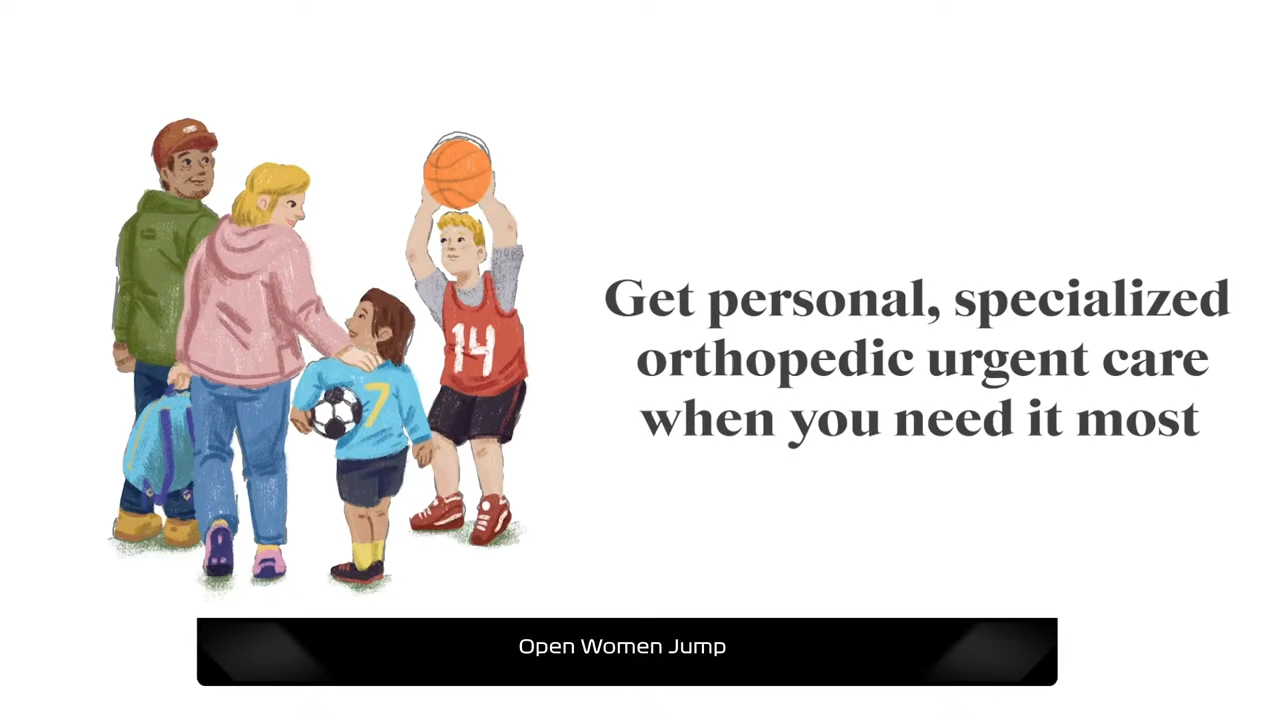 Get personal, specialized
orthopedic urgent care
when you need it most
14
7
Open Women Jump